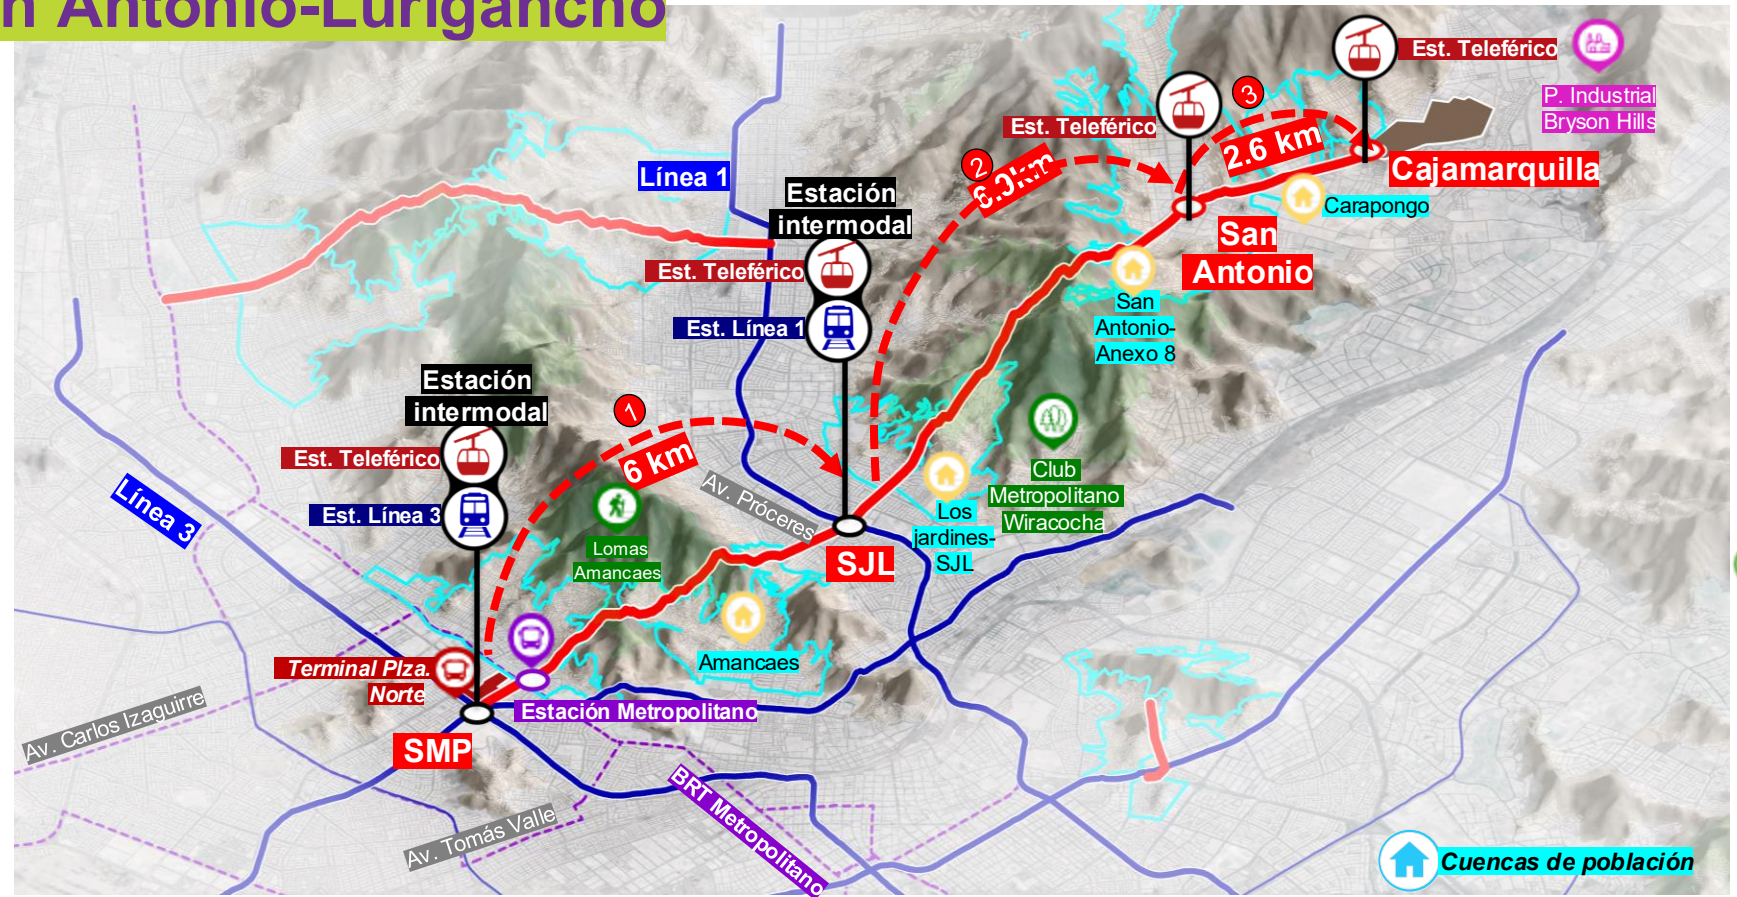 n Antonio-Lurigancho
Est. Teleférico
P. Industrial
Bryson Hills
3
2.6 km
Est. Teleférico
Cajamarquilla
Carapongo
2
Línea 1
Estación
intermodal
San
Antonio
Est. Teleférico
Est. Línea 1
San
Antonio-
Anexo 8
Estación
intermodal
1
6 km
Est. Teleférico
Est. Línea 3
Línea 3
Av. Próceres
Club
Metropolitano
Wiracocha
Los
jardines-
SJL
Lomas
Amancaes
SJL
Amancaes
Terminal Plza.
Norte
Estación Metropolitano
Av. Carlos Izaguirre
SMP
BRT Metropolitano
Av. Tomás Valle
Cuencas de población